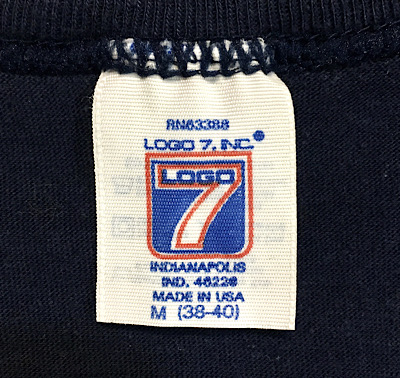 RN63388
LOGO 7, INC.®
LOGO
7
INDIANAPOLIS
IND. 46226
MADE IN USA
M (38-40)